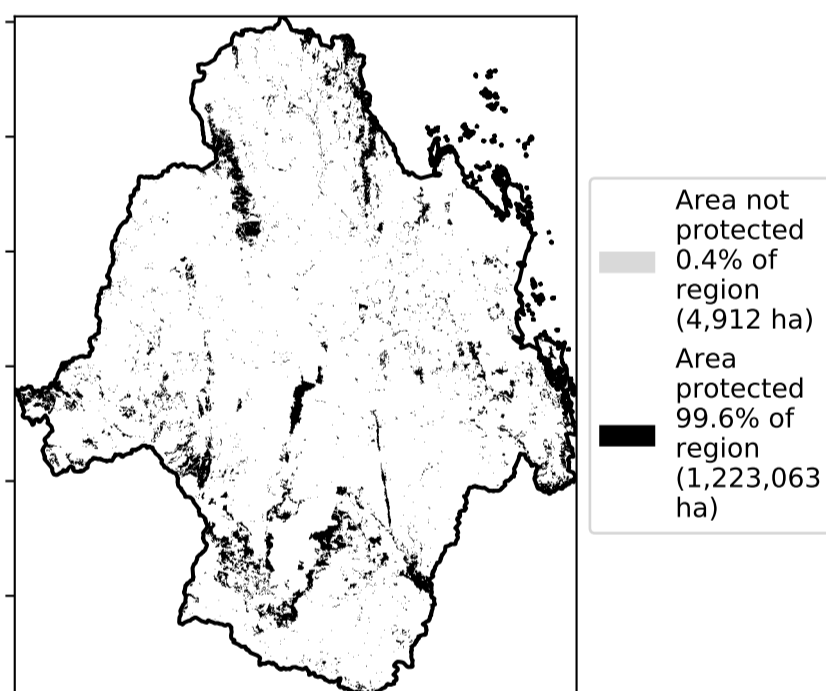 Area not
protected
0.4% of
region
(4,912 ha)
Area
protected
99.6% of
region
(1,223,063
ha)